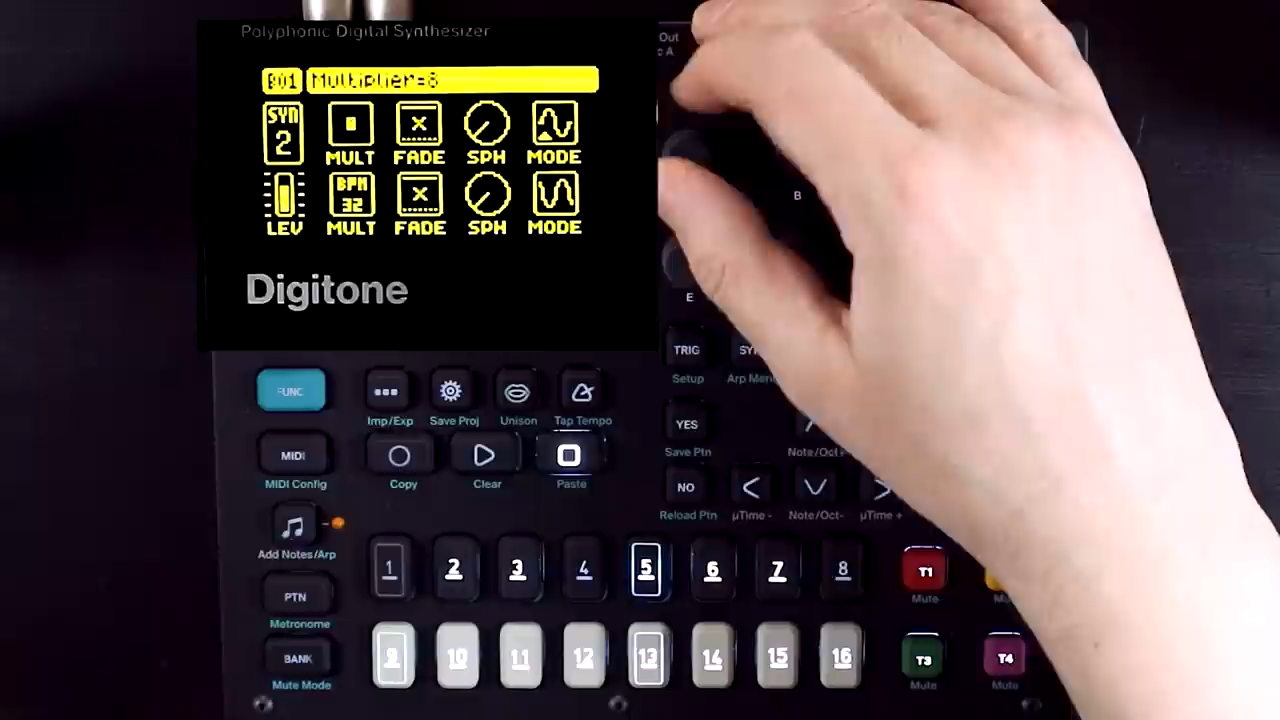 Polyphonic Digital Synthesizer
Out
B01 Multiplier=8
SYN 2 8 X
MULT FADE SPH MODE
BPM 32 X
LEV MULT FADE SPH MODE
B
Digitone
E
TRIG
Setup
FUNC
Imp/Exp Save Proj Unison Tap Tempo
YES
Save Ptn
MIDI
MIDI Config
Copy Clear Paste
NO
Reload Ptn µTime - Note/Oct- µTime +
Add Notes/Arp
1 2 3 4 5 6 7 8
T1
Mute
PTN
Metronome
BANK
Mute Mode
9 10 11 12 13 14 15 16
T3 T4
Mute Mute